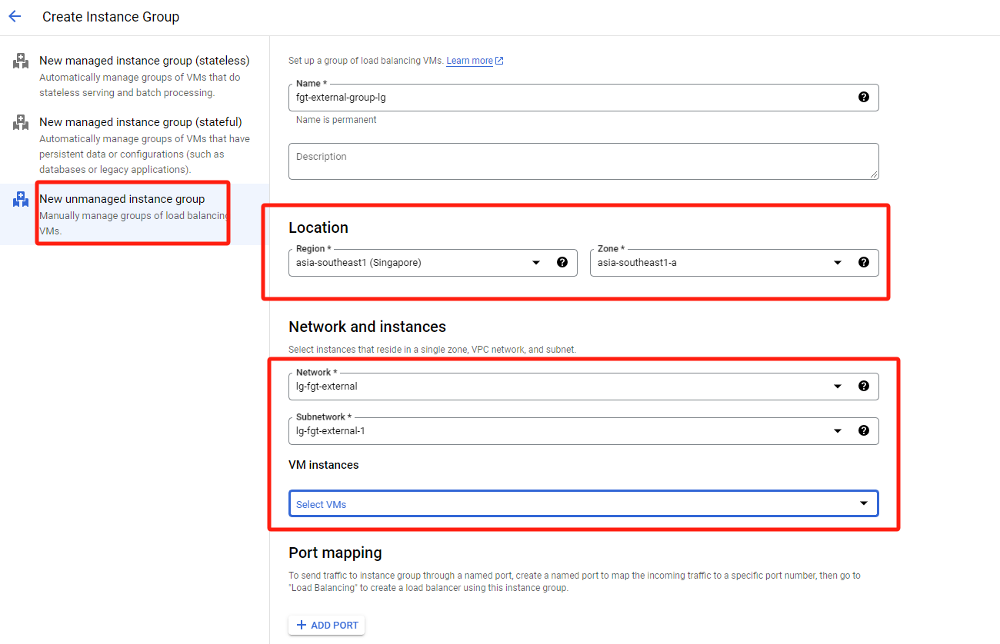 Create Instance Group
New managed instance group (stateless)
Automatically manage groups of VMs that do
stateless serving and batch processing.
New managed instance group (stateful)
Automatically manage groups of VMs that have
persistent data or configurations (such as
databases or legacy applications).
New unmanaged instance group
Manually manage groups of load balancing
VMs.
Set up a group of load balancing VMs. Learn more
Name *
fgt-external-group-lg
Name is permanent
Description
Location
Region *
asia-southeast1 (Singapore)
Zone *
asia-southeast1-a
Network and instances
Select instances that reside in a single zone, VPC network, and subnet.
Network *
lg-fgt-external
Subnetwork *
lg-fgt-external-1
VM instances
Select VMs
Port mapping
To send traffic to instance group through a named port, create a named port to map the incoming traffic to a specific port number, then go to
"Load Balancing" to create a load balancer using this instance group.
+ ADD PORT